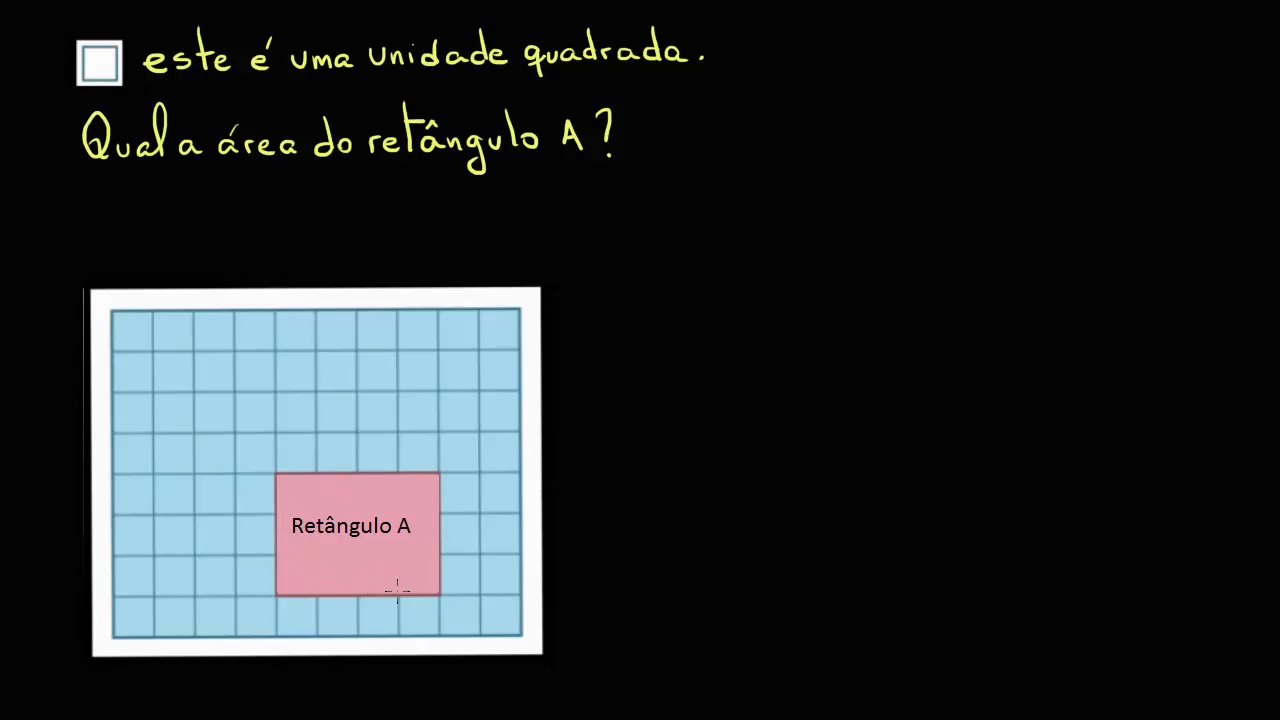 este é uma unidade quadrada.
Qual a área do retângulo A?
Retângulo A